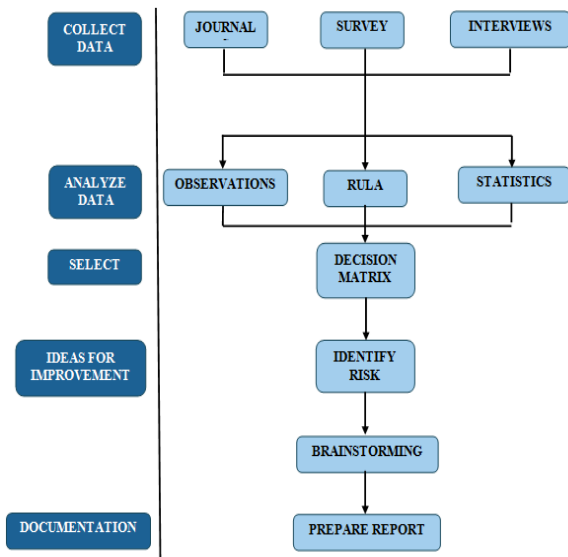 COLLECT
DATA
JOURNAL
-
SURVEY
INTERVIEWS
ANALYZE
DATA
OBSERVATIONS
RULA
STATISTICS
SELECT
DECISION
MATRIX
IDEAS FOR
IMPROVEMENT
IDENTIFY
RISK
BRAINSTORMING
DOCUMENTATION
PREPARE REPORT